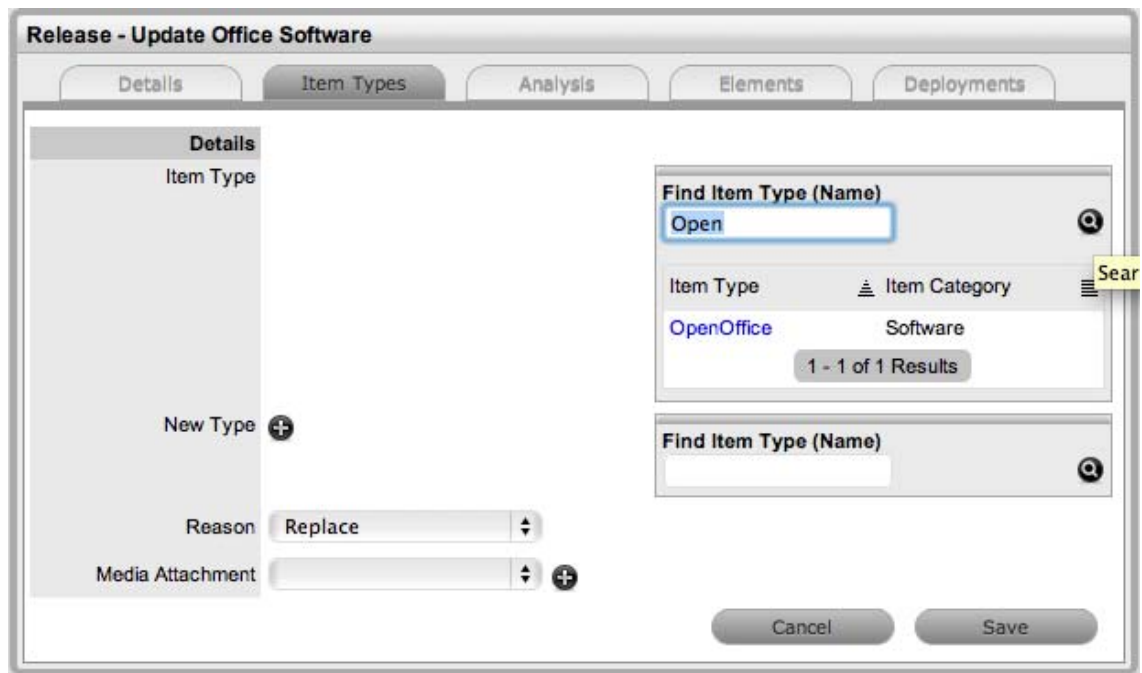 Release - Update Office Software
Details Item Types Analysis Elements Deployments
Details
Item Type
Find Item Type (Name)
Open
Sear
Item Type Item Category
OpenOffice Software
1 - 1 of 1 Results
New Type
Find Item Type (Name)
Reason Replace
Media Attachment
Cancel Save